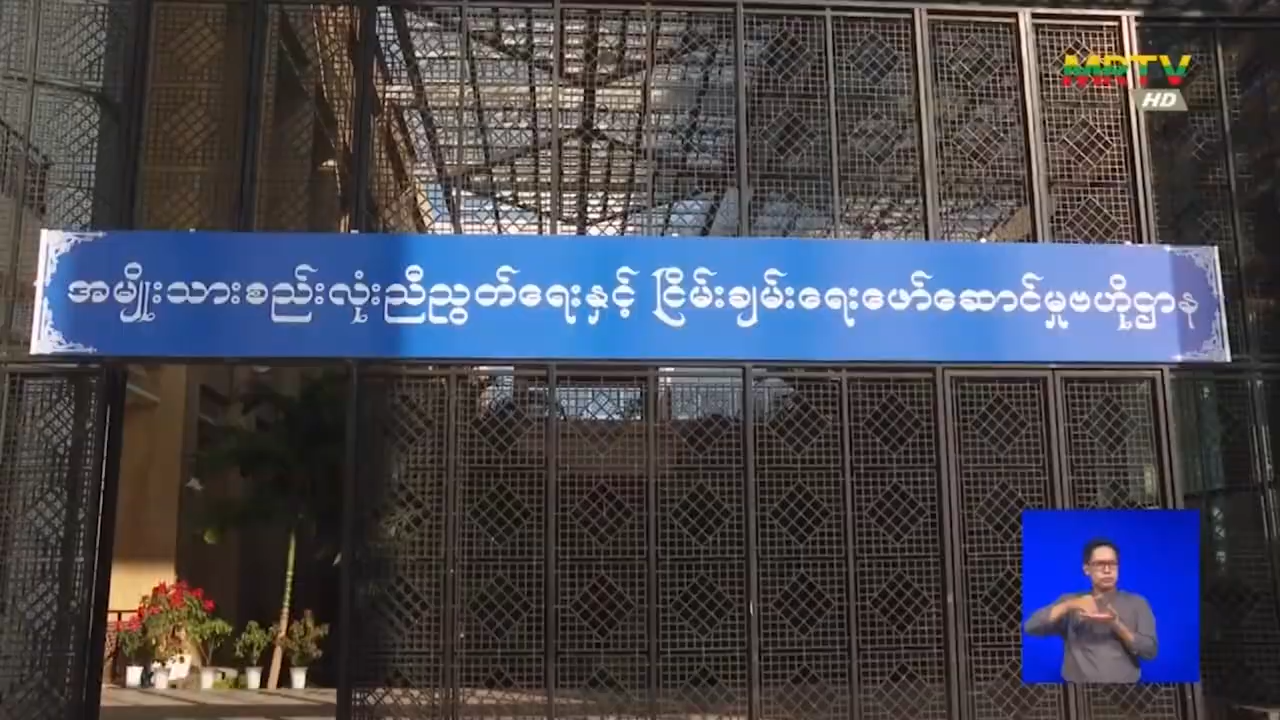 MRTV
HD
အမျိုးသားစည်းလုံးညီညွတ်ရေးနှင့် ငြိမ်းချမ်းရေးဖော်ဆောင်မှုဗဟိုဌာန